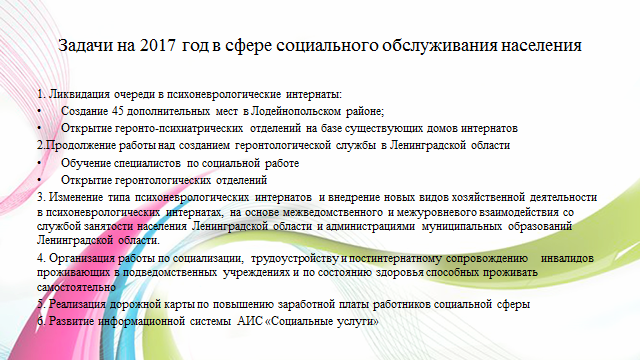 Задачи на 2017 год в сфере социального обслуживания населения
1. Ликвидация очереди в психоневрологические интернаты:
• Создание 45 дополнительных мест в Лодейнопольском районе;
• Открытие геронто-психиатрических отделений на базе существующих домов интернатов
2.Продолжение работы над созданием геронтологической службы в Ленинградской области
• Обучение специалистов по социальной работе
• Открытие геронтологических отделений
3. Изменение типа психоневрологических интернатов и внедрение новых видов хозяйственной деятельности
в психоневрологических интернатах, на основе межведомственного и межуровневого взаимодействия со
службой занятости населения Ленинградской области и администрациями муниципальных образований
Ленинградской области.
4. Организация работы по социализации, трудоустройству и постинтернатному сопровождению инвалидов
проживающих в подведомственных учреждениях и по состоянию здоровья способных проживать
самостоятельно
5. Реализация дорожной карты по повышению заработной платы работников социальной сферы
6. Развитие информационной системы АИС «Социальные услуги»